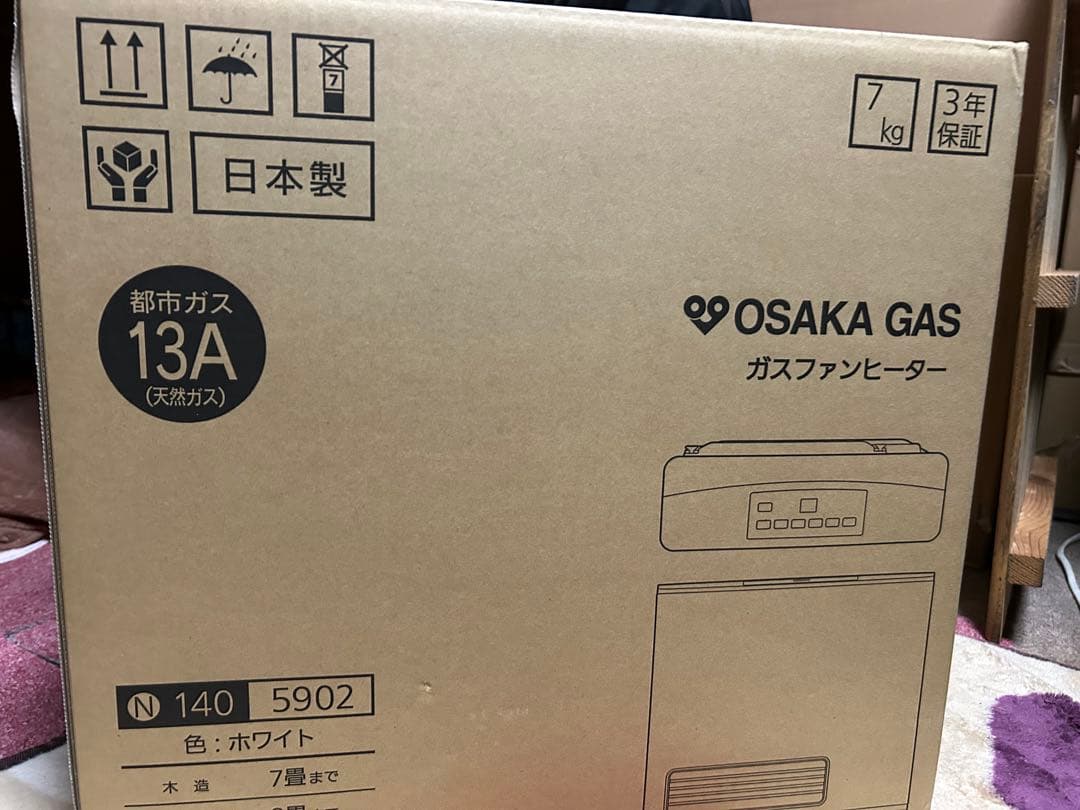 7
日本製
7
kg
3年
保証
都市ガス
13A
(天然ガス)
OSAKA GAS
ガスファンヒーター
N 140 5902
色:ホワイト
木造 7畳まで